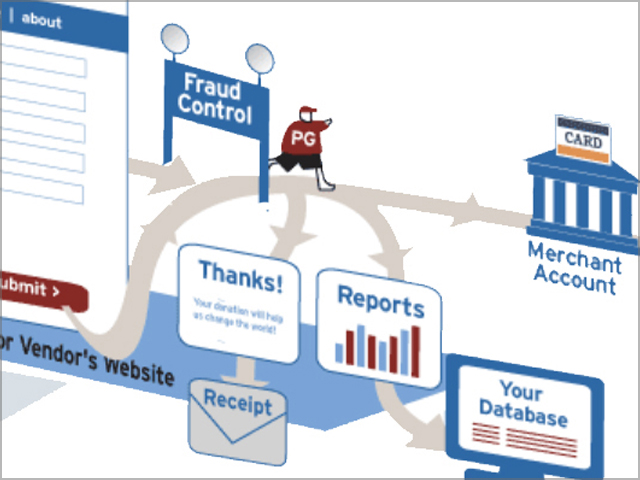 | about
Fraud
Control
PG
CARD
Merchant
Account
Thanks!
Your donation will help
us change the world!
Reports
ubmit >
or Vendor's Website
Receipt
Your
Database